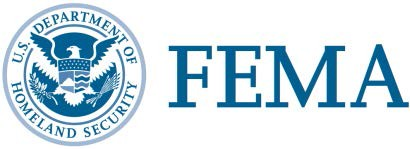 U.S. DEPARTMENT OF
HOMELAND SECURITY
FEMA